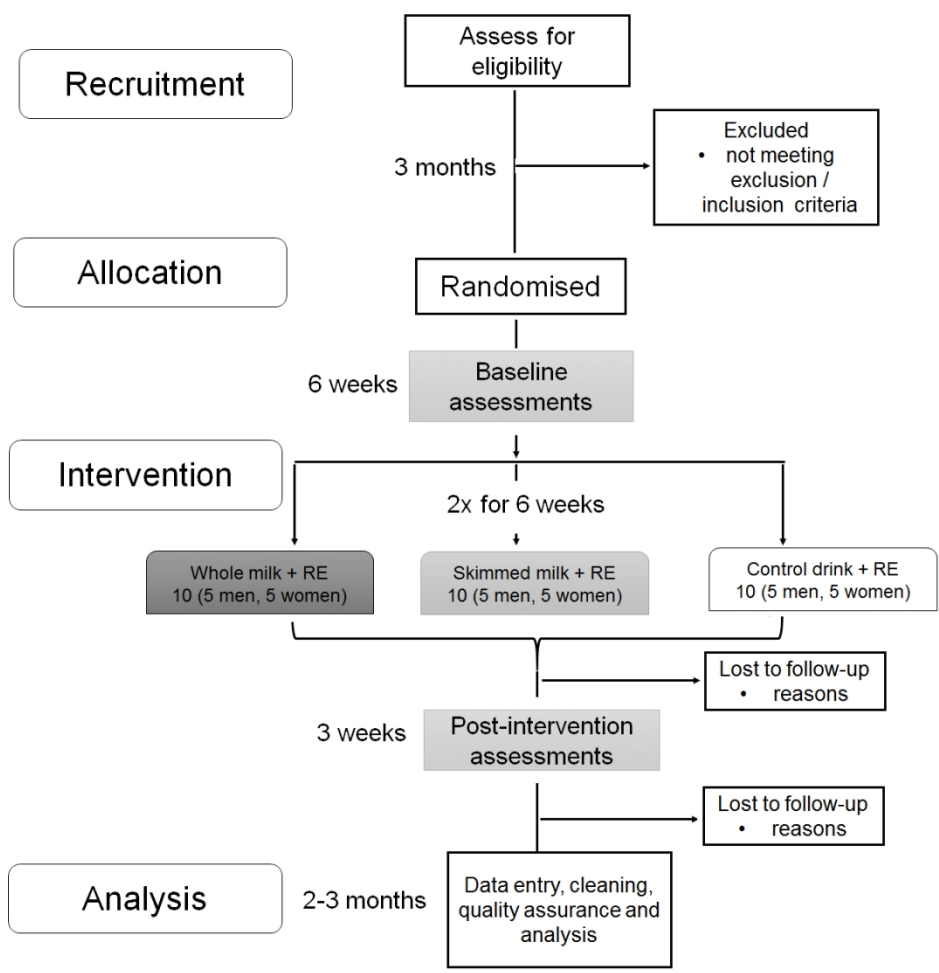 Assess for
eligibility
Recruitment
Excluded
• not meeting
exclusion /
inclusion criteria
3 months
Allocation
Randomised
6 weeks
Baseline
assessments
Intervention
2x for 6 weeks
Whole milk + RE
10 (5 men, 5 women)
Skimmed milk + RE
10 (5 men, 5 women)
Control drink + RE
10 (5 men, 5 women)
Lost to follow-up
• reasons
3 weeks
Post-intervention
assessments
Lost to follow-up
• reasons
Analysis
2-3 months
Data entry, cleaning,
quality assurance and
analysis